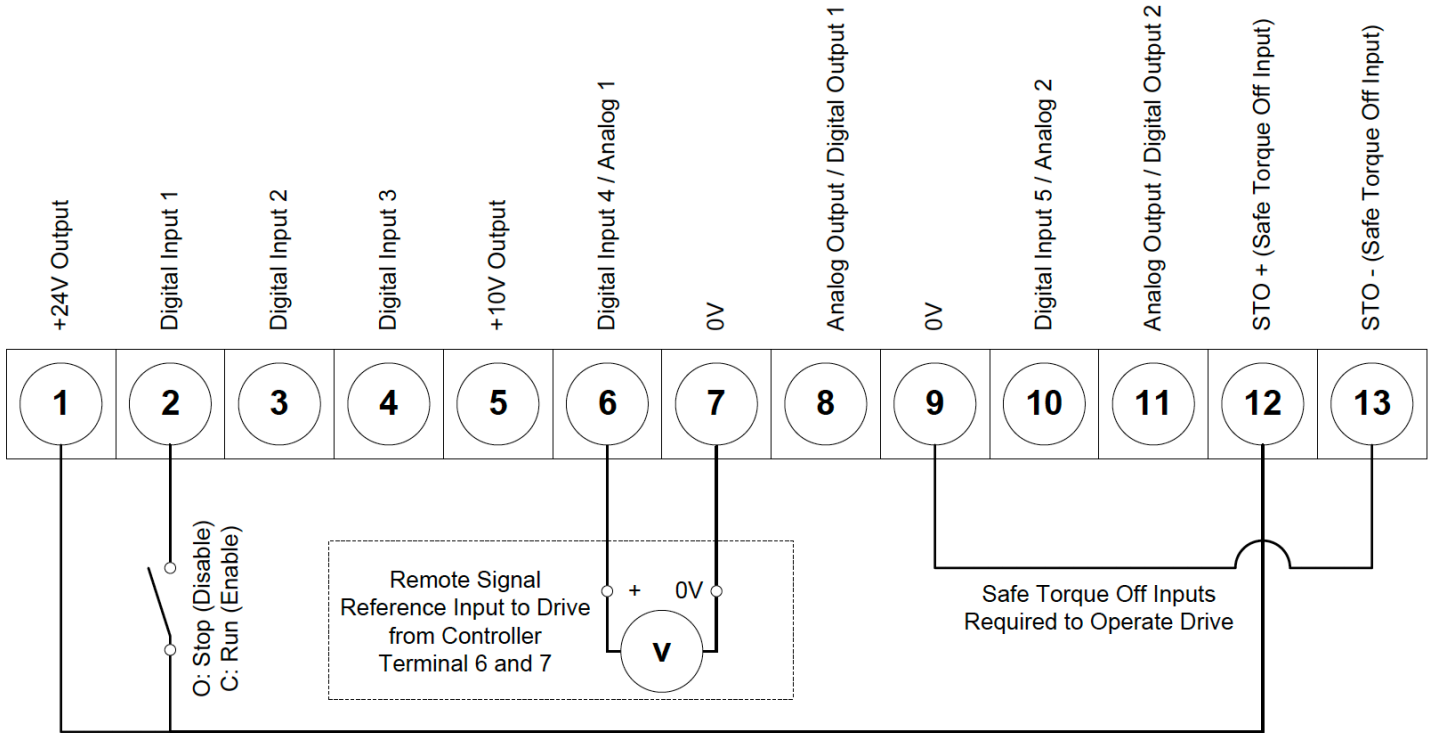 +24V Output
Digital Input 1
Digital Input 2
Digital Input 3
+10V Output
Digital Input 4 / Analog 1
0V
Analog Output / Digital Output 1
0V
Digital Input 5 / Analog 2
Analog Output / Digital Output 2
STO + (Safe Torque Off Input)
STO - (Safe Torque Off Input)
1
2
3
4
5
6
7
8
9
10
11
12
13
O: Stop (Disable)
C: Run (Enable)
Remote Signal
Reference Input to Drive
from Controller
Terminal 6 and 7
+
0V
V
Safe Torque Off Inputs
Required to Operate Drive